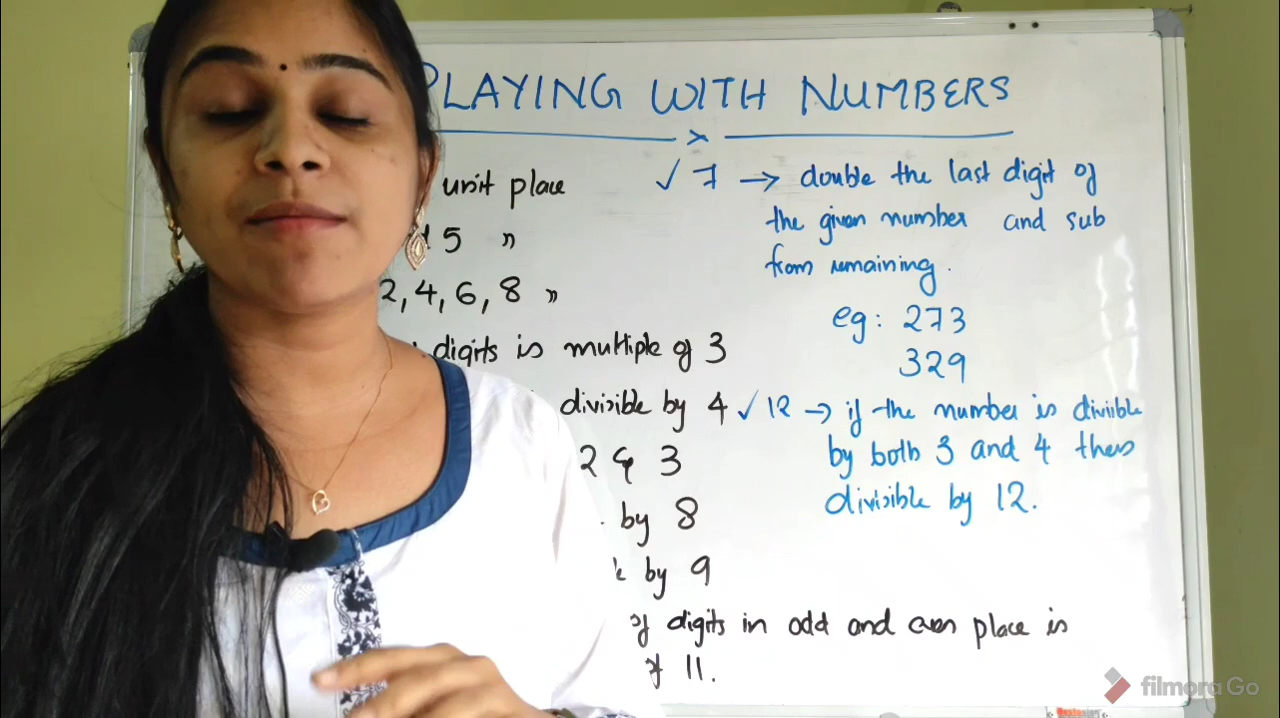 PLAYING WITH NUMBERS
unit place
5 "
2, 4, 6, 8 "
digits is multiple of 3
divisible by 4
2 & 3
by 8
by 9
of digits in odd and even place is
11.
✓ 7 → double the last digit of
the given number and sub
from remaining.
eg: 273
329
✓ 12 → if the number is divisible
by both 3 and 4 then
divisible by 12.
filmora Go